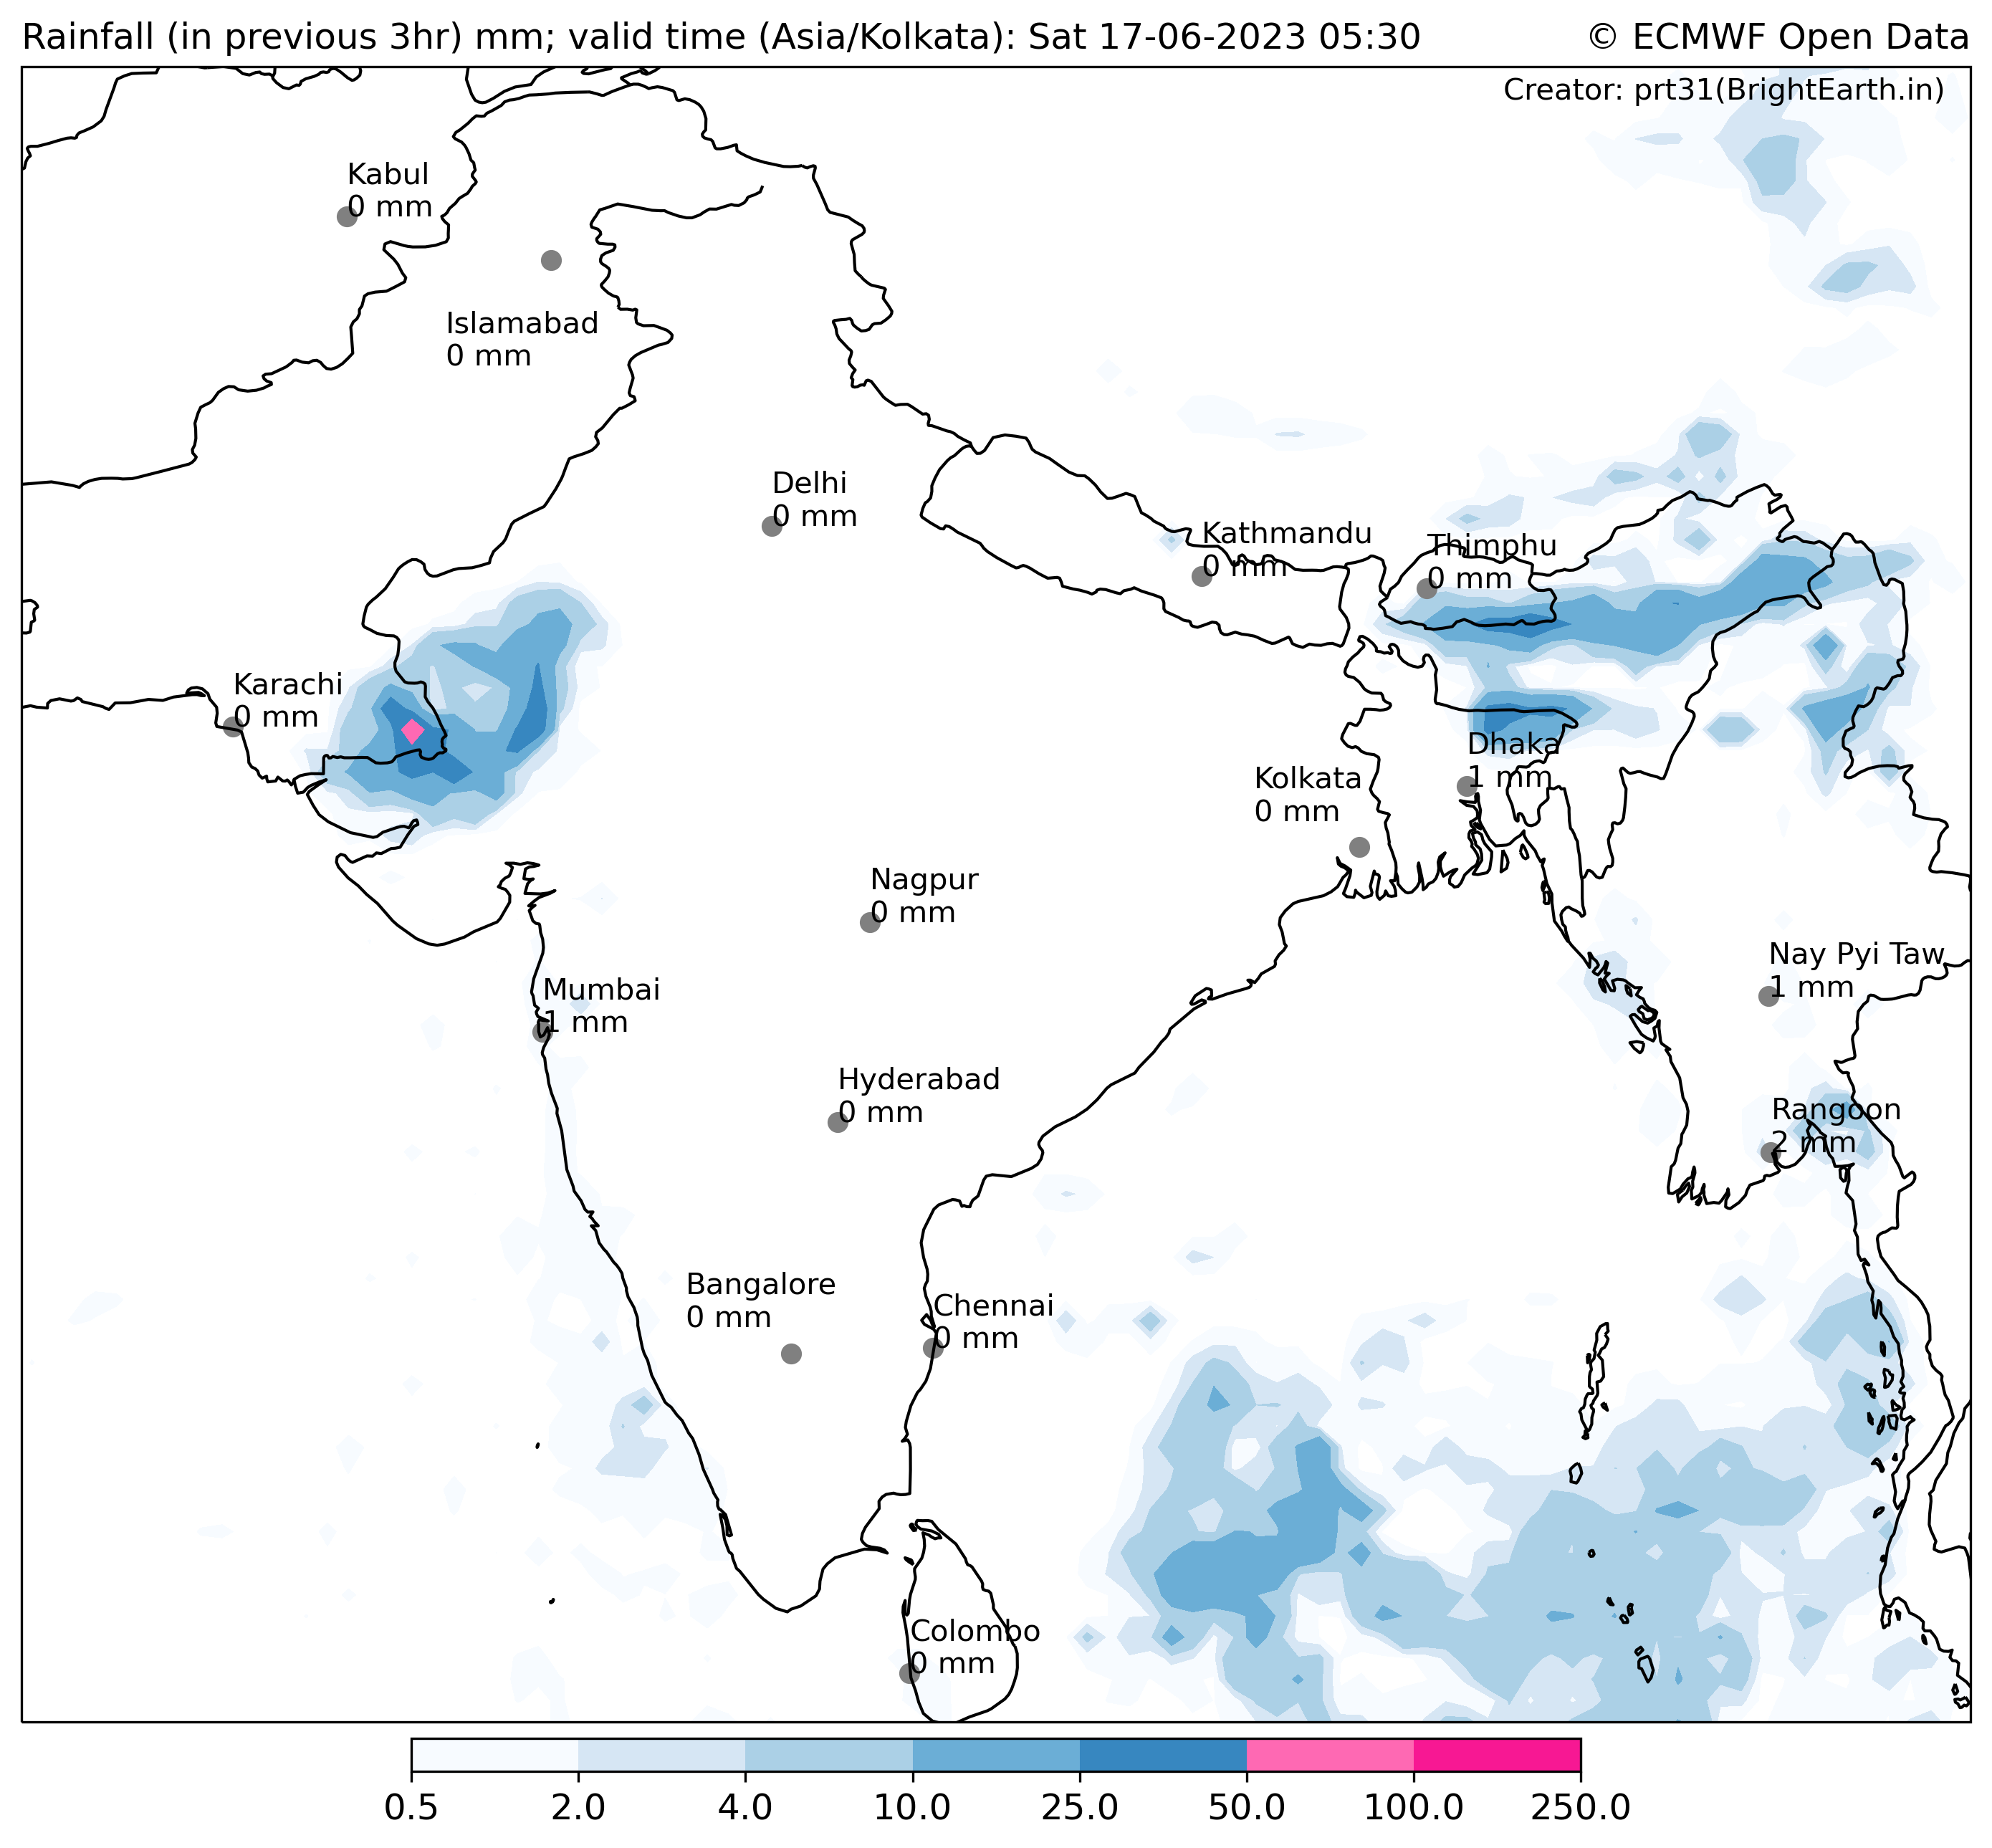 Rainfall (in previous 3hr) mm; valid time (Asia/Kolkata): Sat 17-06-2023 05:30
© ECMWF Open Data
Creator: prt31(BrightEarth.in)
Kabul
0 mm
Islamabad
0 mm
Delhi
0 mm
Kathmandu
0 mm
Thimphu
0 mm
Karachi
0 mm
Dhaka
1 mm
Kolkata
0 mm
Nagpur
0 mm
Nay Pyi Taw
1 mm
Mumbai
1 mm
Hyderabad
0 mm
Rangoon
2 mm
Bangalore
0 mm
Chennai
0 mm
Colombo
0 mm
0.5 2.0 4.0 10.0 25.0 50.0 100.0 250.0